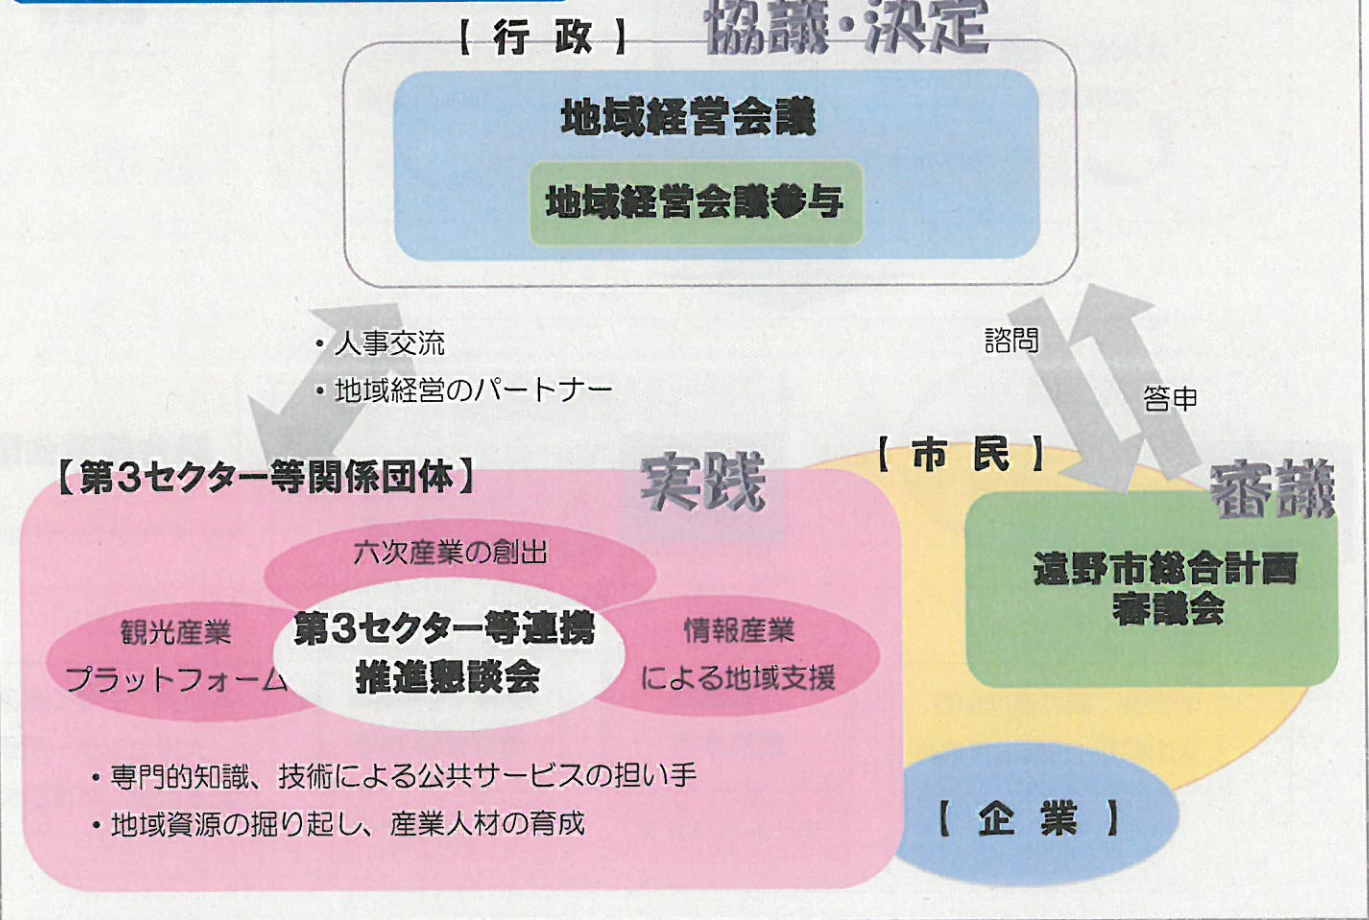 【行政】
協議・決定
地域経営会議
地域経営会議参与
・人事交流
・地域経営のパートナー
諮問
答申
【第3セクター等関係団体】
実践
【市民】
審議
六次産業の創出
観光産業
プラットフォーム
第3セクター等連携
推進懇談会
情報産業
による地域支援
遠野市総合計画
審議会
・専門的知識、技術による公共サービスの担い手
・地域資源の掘り起し、産業人材の育成
【企業】